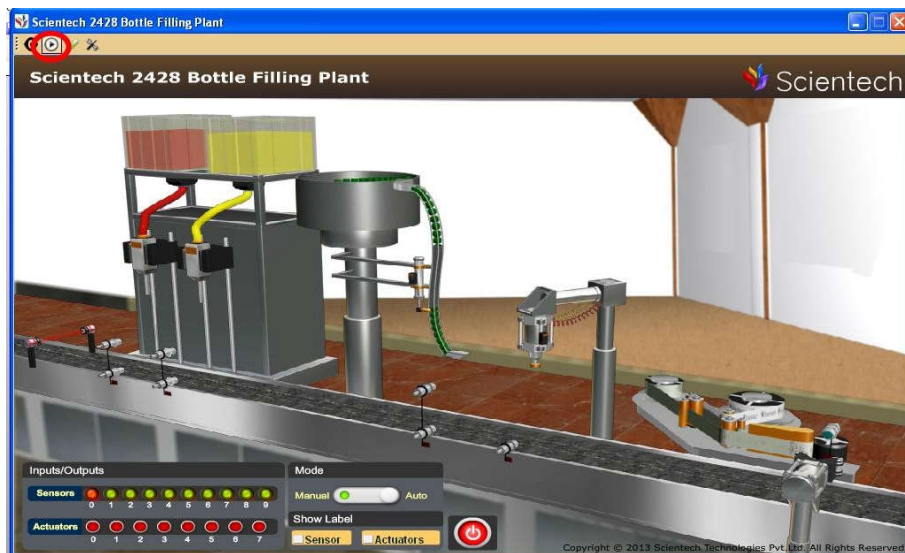 Scientech 2428 Bottle Filling Plant
Scientech 2428 Bottle Filling Plant
Scientech
Inputs/Outputs
Sensors
0 1 2 3 4 5 6 7 8 9
Actuators
0 1 2 3 4 5 6 7
Mode
Manual Auto
Show Label
Sensor Actuators
Copyright © 2013 Scientech Technologies Pvt.Ltd. All Rights Reserved